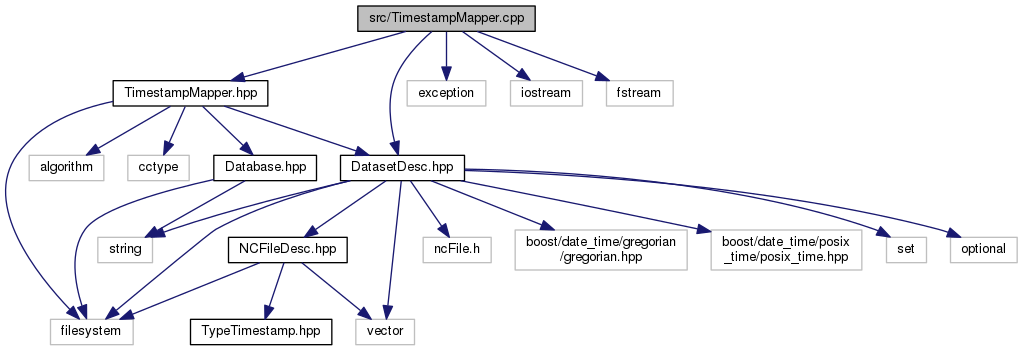 src/TimestampMapper.cpp
TimestampMapper.hpp
exception
iostream
fstream
algorithm
cctype
Database.hpp
DatasetDesc.hpp
string
NCFileDesc.hpp
ncFile.h
boost/date_time/gregorian
/gregorian.hpp
boost/date_time/posix
_time/posix_time.hpp
set
optional
filesystem
TypeTimestamp.hpp
vector